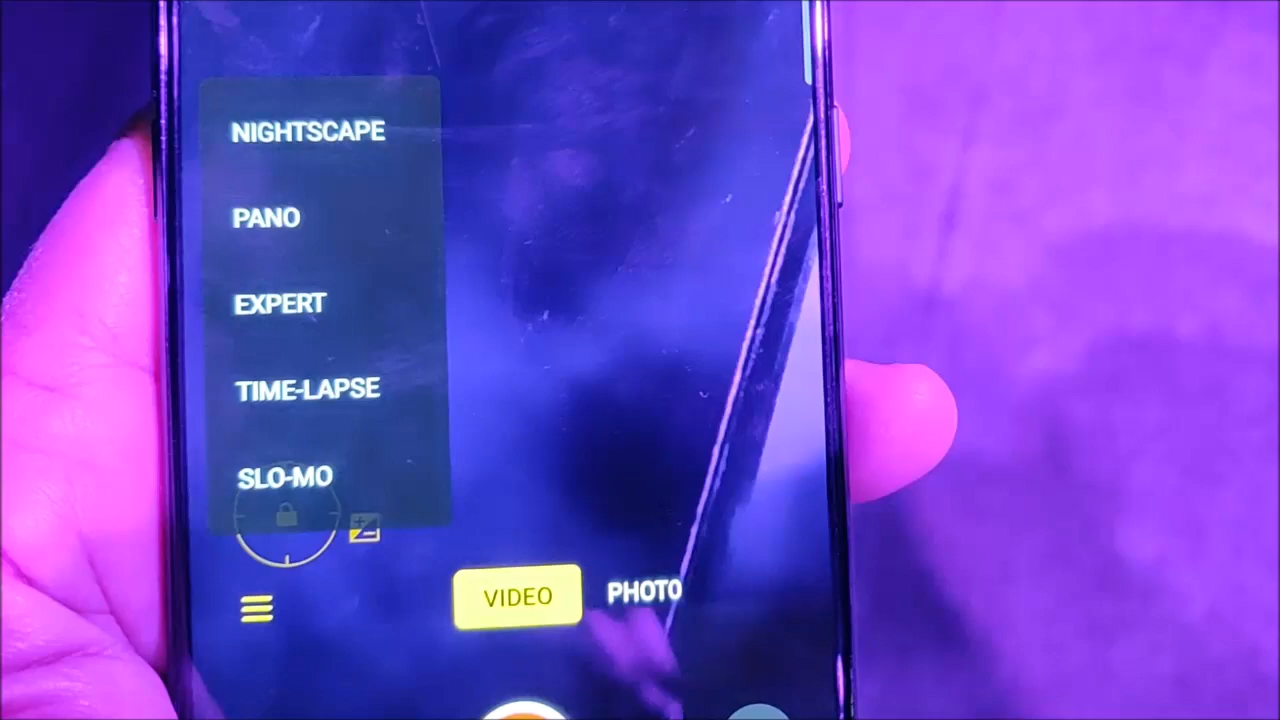 NIGHTSCAPE
PANO
EXPERT
TIME-LAPSE
SLO-MO
VIDEO PHOTO